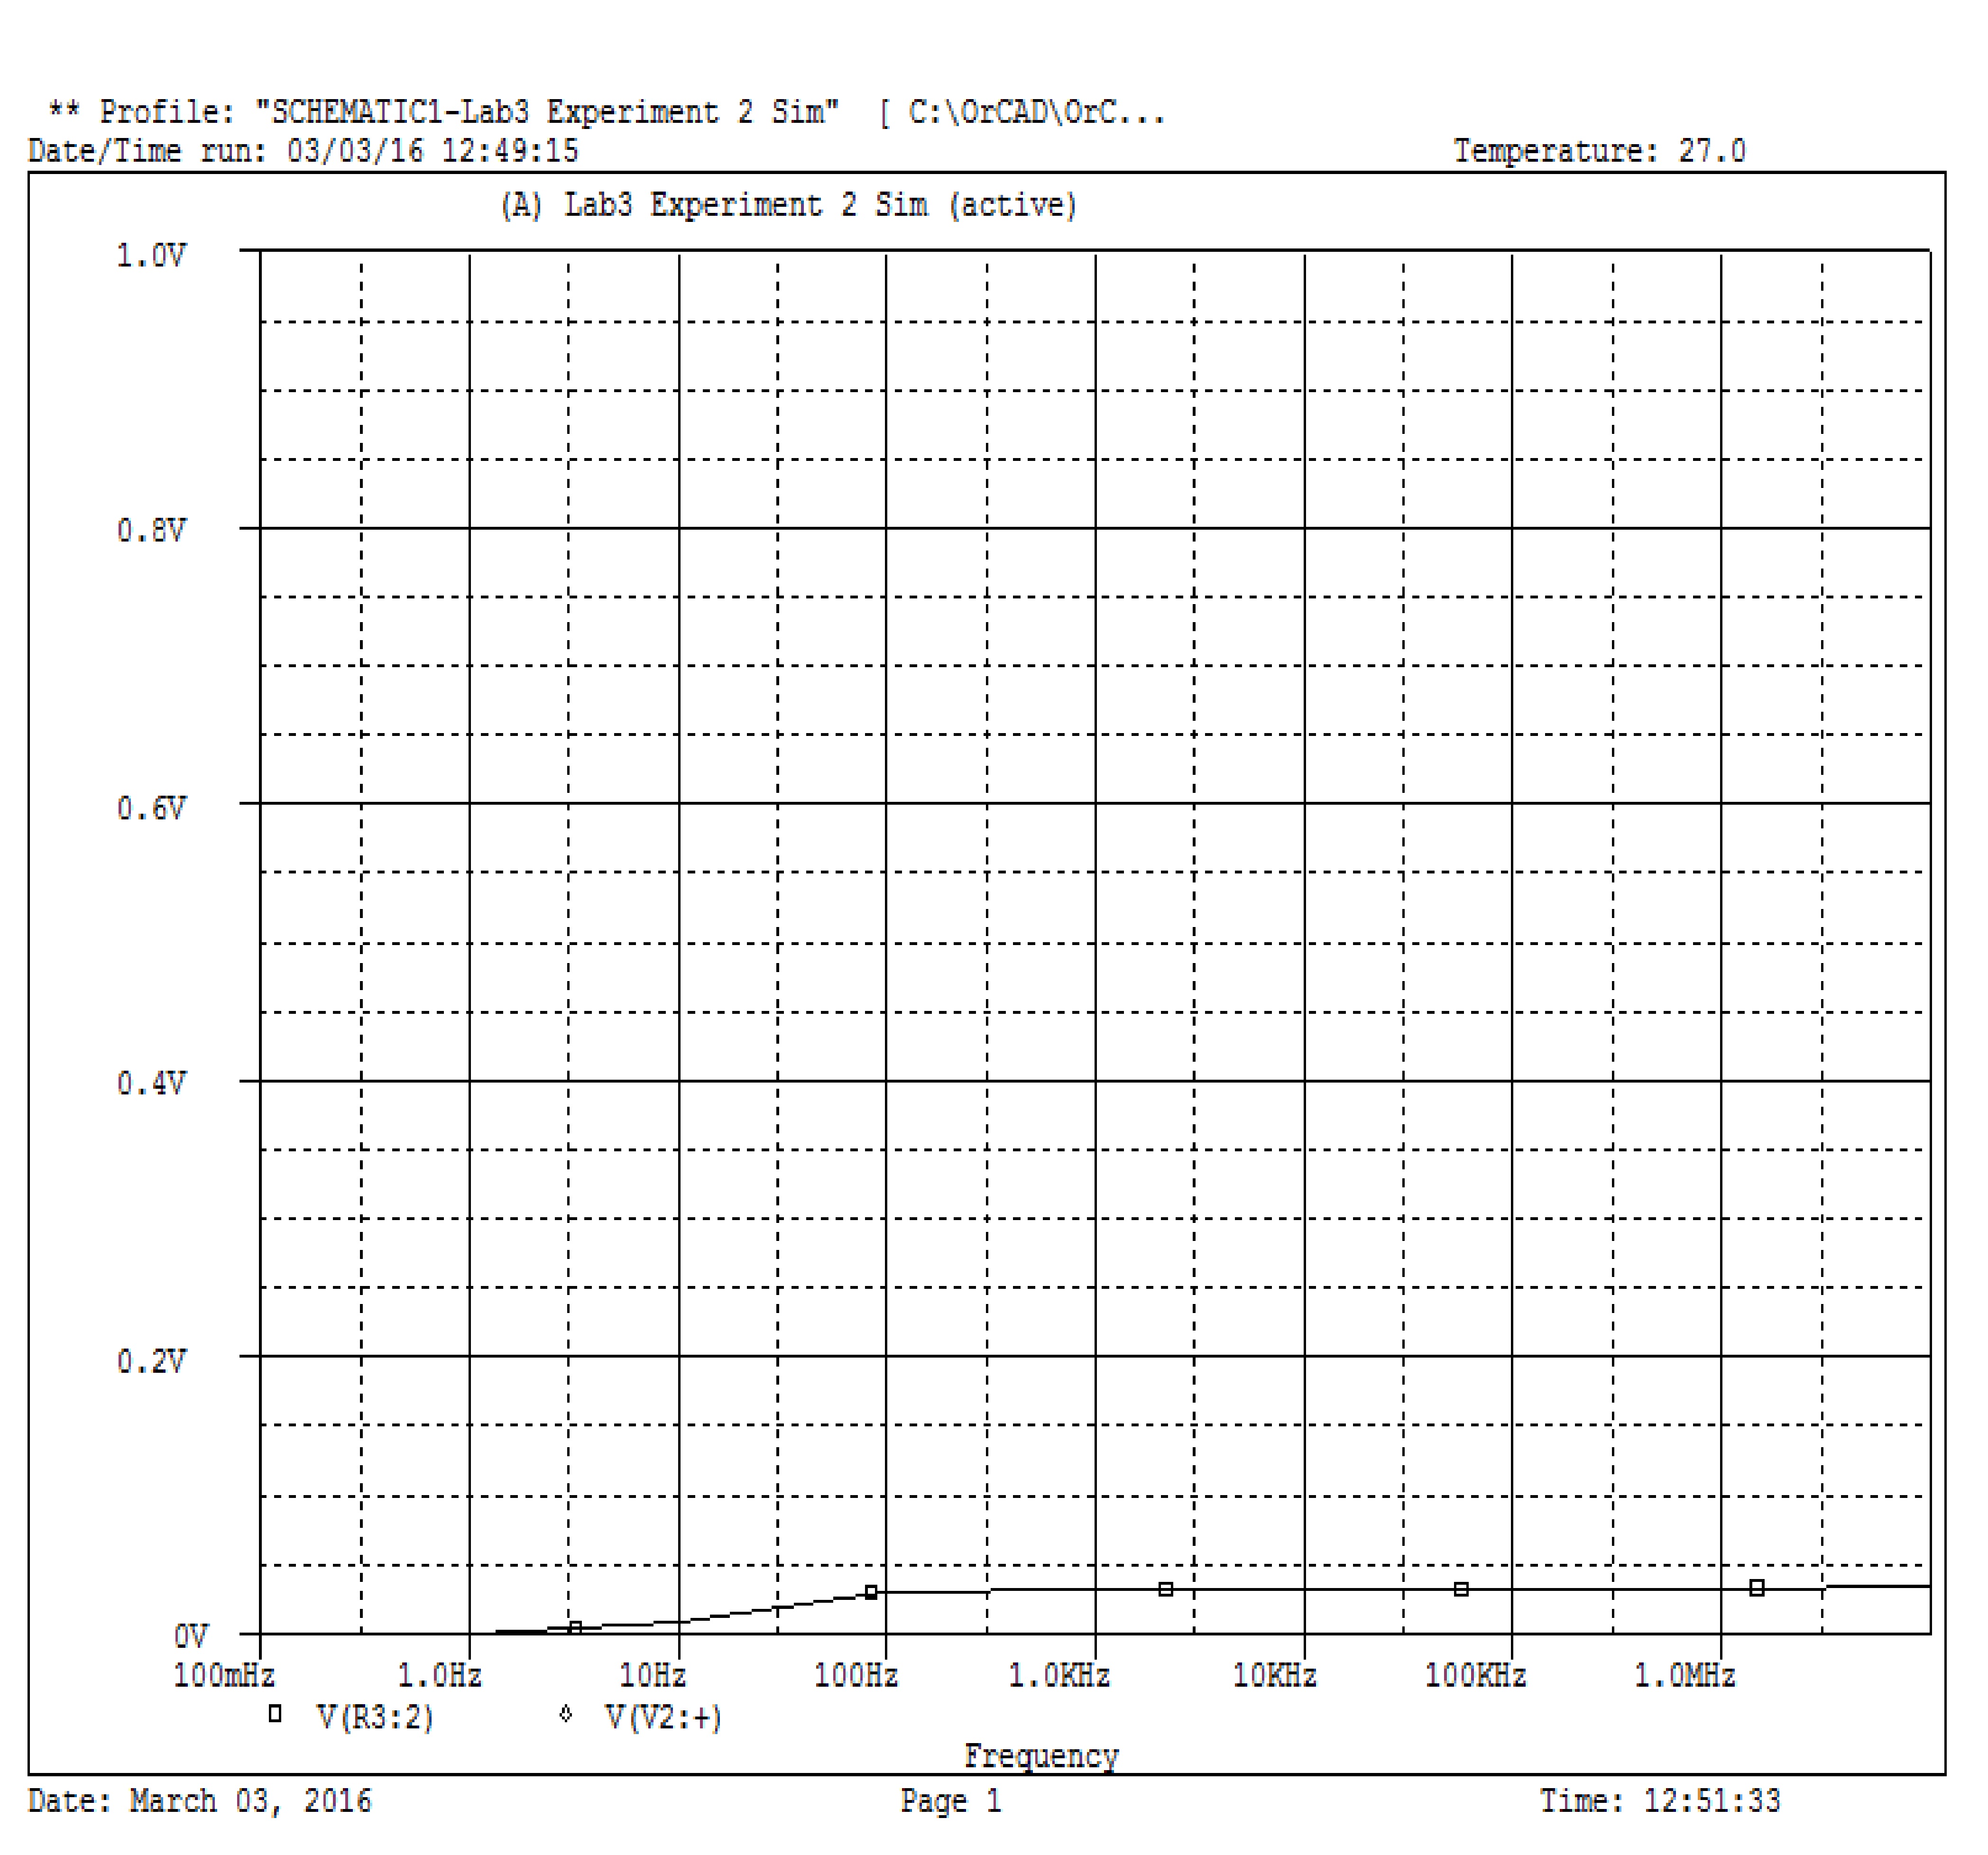 ** Profile: "SCHEMATIC1-Lab3 Experiment 2 Sim" [ C:\OrCAD\OrC...
Date/Time run: 03/03/16 12:49:15 Temperature: 27.0
(A) Lab3 Experiment 2 Sim (active)
1.0V
0.8V
0.6V
0.4V
0.2V
0V
100mHz 1.0Hz 10Hz 100Hz 1.0KHz 10KHz 100KHz 1.0MHz
V(R3:2) V(V2:+)
Frequency
Date: March 03, 2016 Page 1 Time: 12:51:33